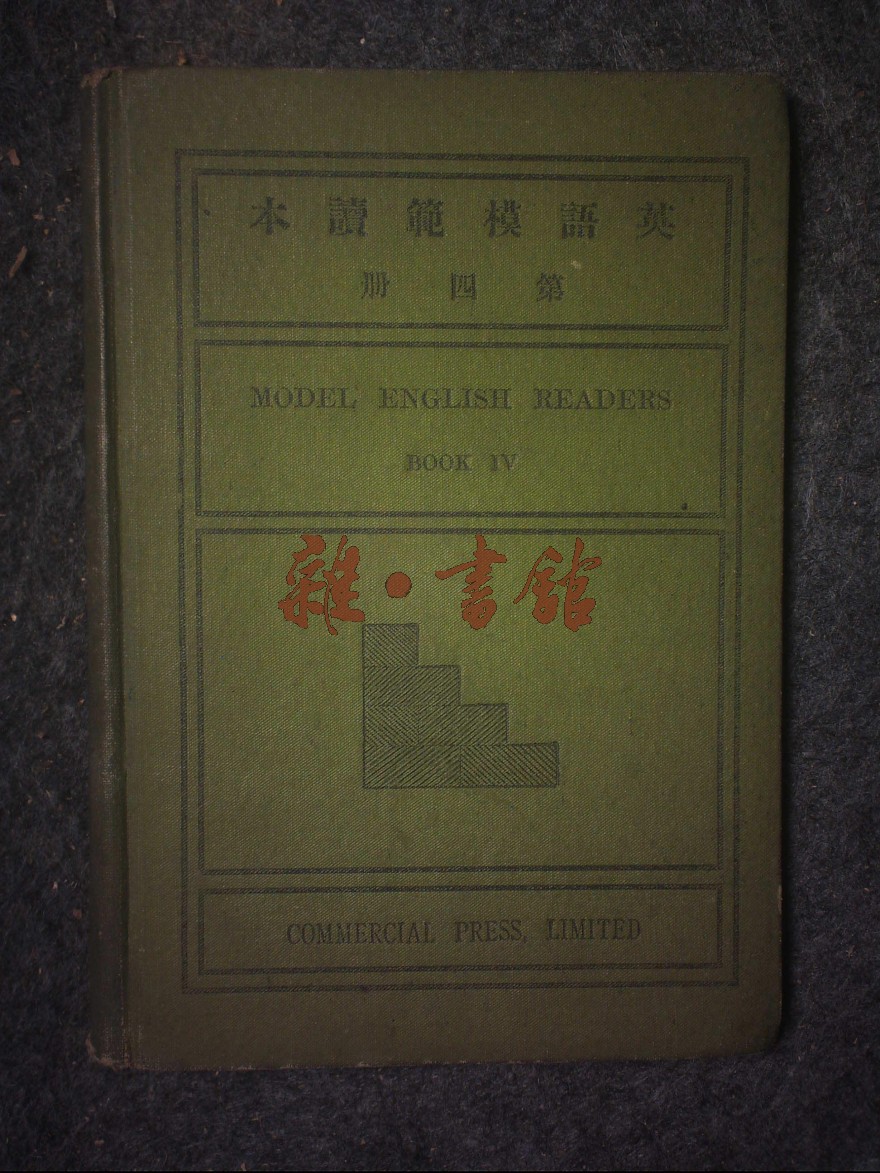 英語模範讀本
第四册
MODEL ENGLISH READERS
BOOK IV
雜·書館
COMMERCIAL PRESS, LIMITED